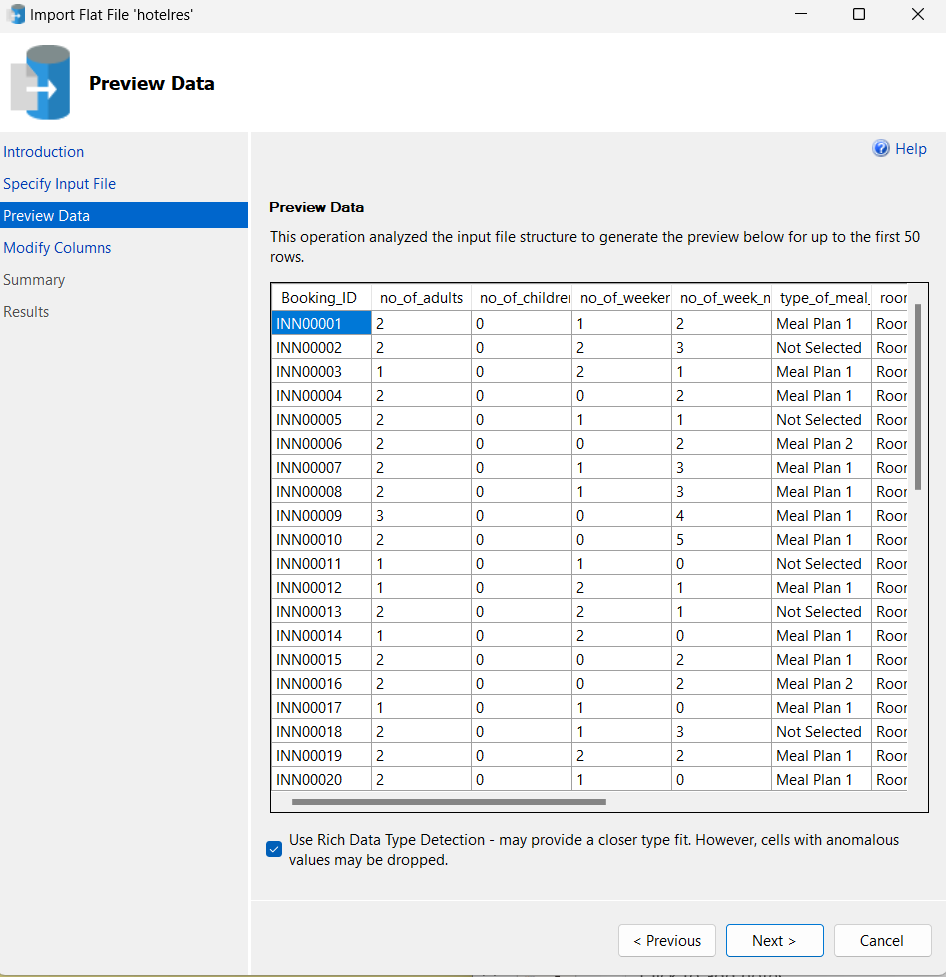 Import Flat File 'hotelres'
Preview Data
Introduction
Specify Input File
Preview Data
Modify Columns
Summary
Results
Help
Preview Data
This operation analyzed the input file structure to generate the preview below for up to the first 50
rows.
Booking_ID no_of_adults no_of_childrer no_of_weeker no_of_week_n type_of_meal_ roor
INN00001 2 0 1 2 Meal Plan 1 Roor
INN00002 2 0 2 3 Not Selected Roor
INN00003 1 0 2 1 Meal Plan 1 Roor
INN00004 2 0 0 2 Meal Plan 1 Roor
INN00005 2 0 1 1 Not Selected Roor
INN00006 2 0 0 2 Meal Plan 2 Roor
INN00007 2 0 1 3 Meal Plan 1 Roor
INN00008 2 0 1 3 Meal Plan 1 Roor
INN00009 3 0 0 4 Meal Plan 1 Roor
INN00010 2 0 0 5 Meal Plan 1 Roor
INN00011 1 0 1 0 Not Selected Roor
INN00012 1 0 2 1 Meal Plan 1 Roor
INN00013 2 0 2 1 Not Selected Roor
INN00014 1 0 2 0 Meal Plan 1 Roor
INN00015 2 0 0 2 Meal Plan 1 Roor
INN00016 2 0 0 2 Meal Plan 2 Roor
INN00017 1 0 1 0 Meal Plan 1 Roor
INN00018 2 0 1 3 Not Selected Roor
INN00019 2 0 2 2 Meal Plan 1 Roor
INN00020 2 0 1 0 Meal Plan 1 Roor
Use Rich Data Type Detection - may provide a closer type fit. However, cells with anomalous
values may be dropped.
< Previous Next > Cancel